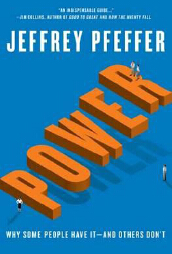 "AN INDISPENSABLE GUIDE..."
—JIM COLLINS, AUTHOR OF GOOD TO GREAT AND HOW THE MIGHTY FALL
JEFFREY PFEFFER
POWER
WHY SOME PEOPLE HAVE IT—AND OTHERS DON'T